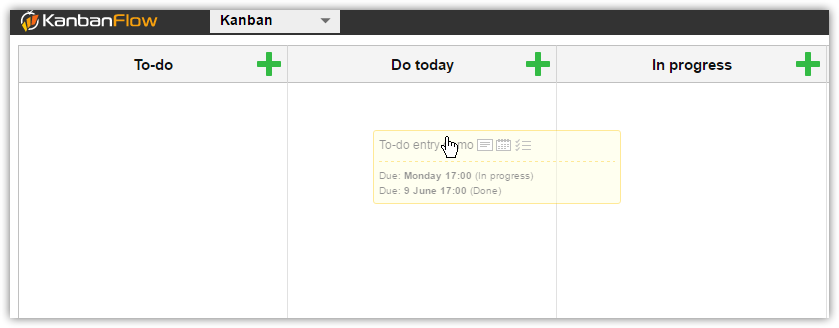 KanbanFlow
Kanban
To-do
Do today
In progress
To-do entry mo
Due: Monday 17:00 (In progress)
Due: 9 June 17:00 (Done)